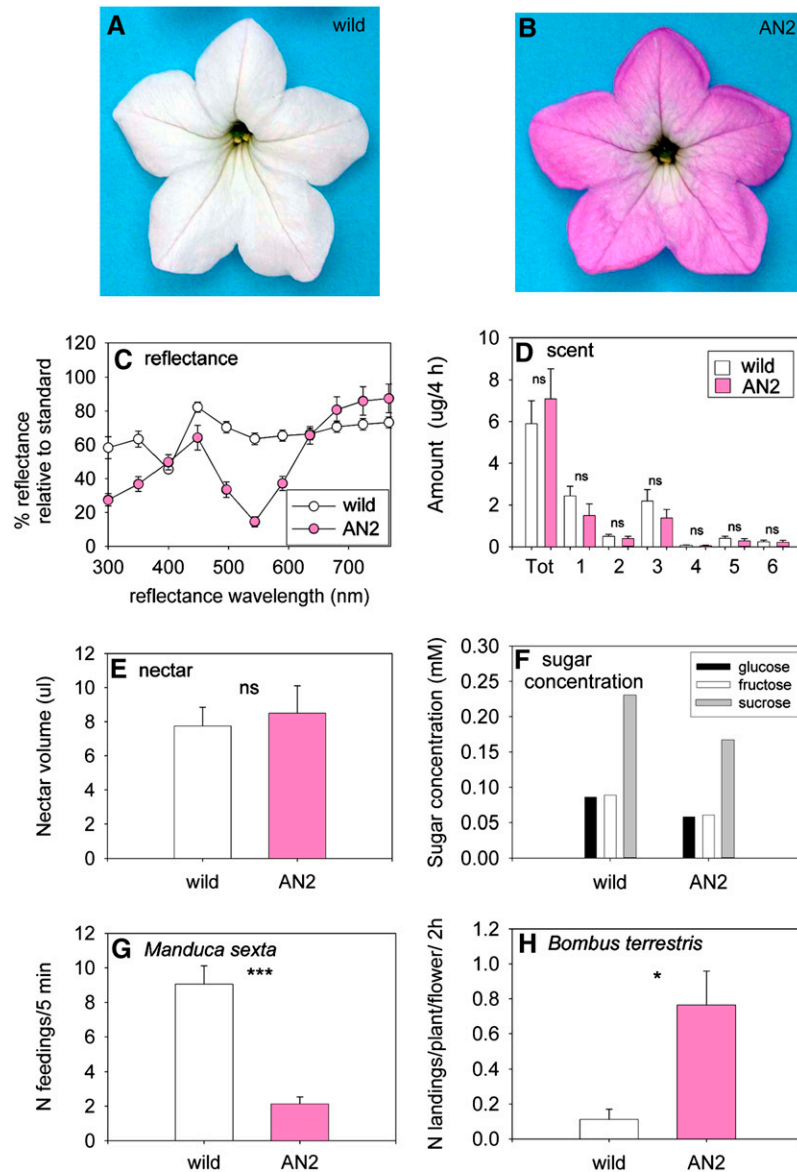 A wild
B AN2
C reflectance
% reflectance
relative to standard
120
100
80
60
40
20
0
wild
AN2
300 400 500 600 700
reflectance wavelength (nm)
D scent
Amount (ug/4 h)
10
8
6
4
2
0
wild
AN2
ns
ns
ns
ns
ns
ns
ns
Tot 1 2 3 4 5 6
E nectar
ns
Nectar volume (ul)
12
10
8
6
4
2
0
wild AN2
F sugar
concentration
Sugar concentration (mM)
0.30
0.25
0.20
0.15
0.10
0.05
0.00
glucose
fructose
sucrose
wild AN2
G Manduca sexta
***
N feedings/5 min
12
10
8
6
4
2
0
wild AN2
H Bombus terrestris
*
N landings/plant/flower/ 2h
1.2
1.0
0.8
0.6
0.4
0.2
0.0
wild AN2